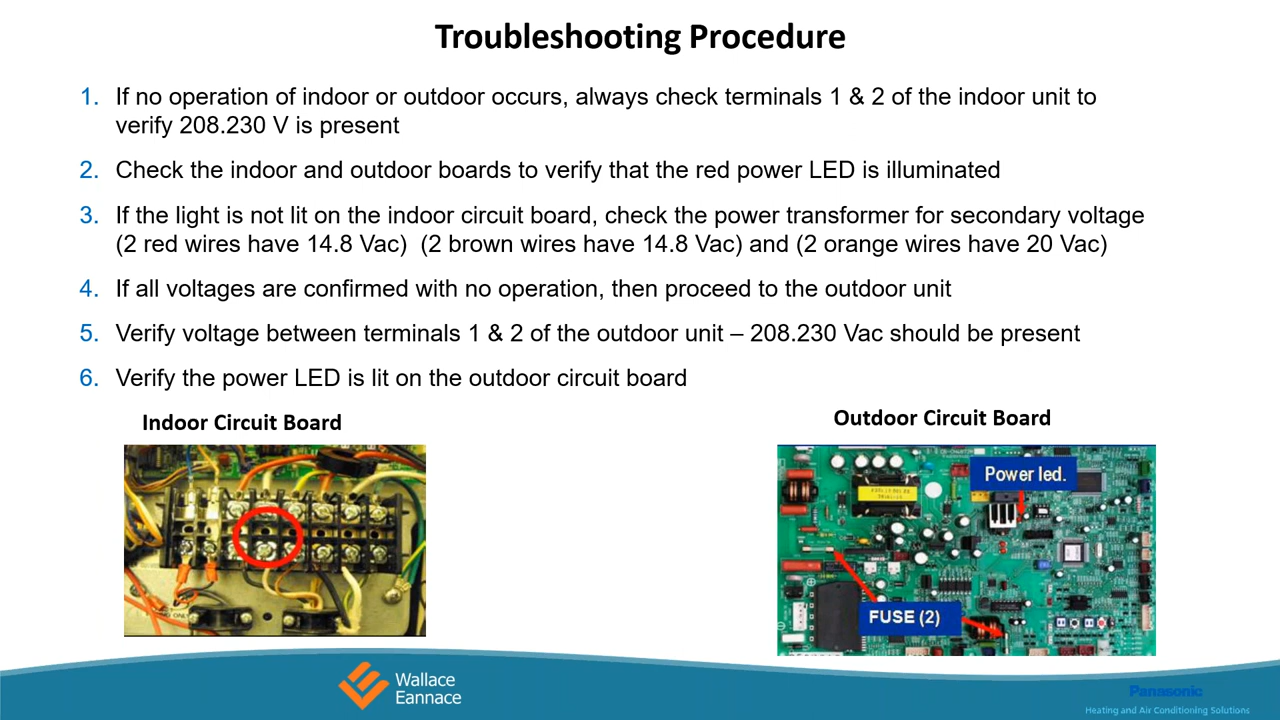 Troubleshooting Procedure
1. If no operation of indoor or outdoor occurs, always check terminals 1 & 2 of the indoor unit to
verify 208.230 V is present
2. Check the indoor and outdoor boards to verify that the red power LED is illuminated
3. If the light is not lit on the indoor circuit board, check the power transformer for secondary voltage
(2 red wires have 14.8 Vac) (2 brown wires have 14.8 Vac) and (2 orange wires have 20 Vac)
4. If all voltages are confirmed with no operation, then proceed to the outdoor unit
5. Verify voltage between terminals 1 & 2 of the outdoor unit – 208.230 Vac should be present
6. Verify the power LED is lit on the outdoor circuit board
Indoor Circuit Board
Outdoor Circuit Board
Power led.
FUSE (2)
Wallace
Eannace
Panasonic
Heating and Air Conditioning Solutions